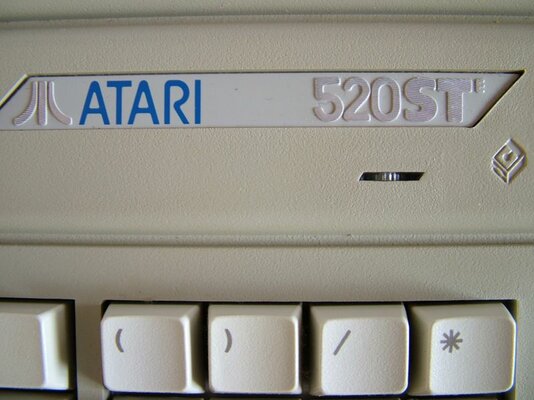 ATARI 520STE
( ) / *